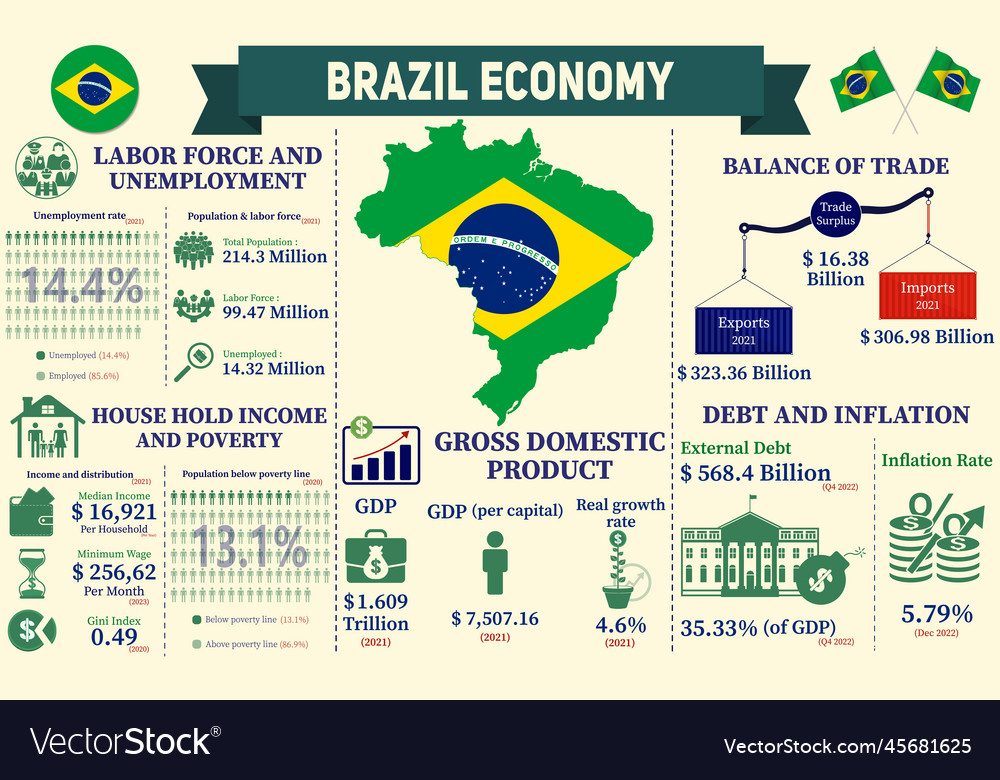 BRAZIL ECONOMY
LABOR FORCE AND
UNEMPLOYMENT
Unemployment rate (2021)
14.4%
Unemployed (14.4%)
Employed (85.6%)
Population & labor force (2021)
Total Population :
214.3 Million
Labor Force :
99.47 Million
Unemployed :
14.32 Million
HOUSE HOLD INCOME
AND POVERTY
Income and distribution (2021)
Median Income
$ 16,921
Per Household
Minimum Wage
$ 256,62
Per Month
(2023)
Gini Index
0.49
(2020)
Population below poverty line
(2020)
13.1%
Below poverty line (13.1%)
Above poverty line (86.9%)
ORDEM E PROGRESSO
$
GROSS DOMESTIC
PRODUCT
GDP
$
$ 1.609
Trillion
(2021)
GDP (per capital)
$ 7,507.16
(2021)
Real growth
rate
$
4.6%
(2021)
BALANCE OF TRADE
Trade
Surplus
$ 16.38
Billion
Exports
2021
$ 323.36 Billion
Imports
2021
$ 306.98 Billion
DEBT AND INFLATION
External Debt
$ 568.4 Billion
(Q4 2022)
$
35.33% (of GDP)
(Q4 2022)
Inflation Rate
%
$ $
5.79%
(Dec 2022)
VectorStock®
VectorStock.com/45681625